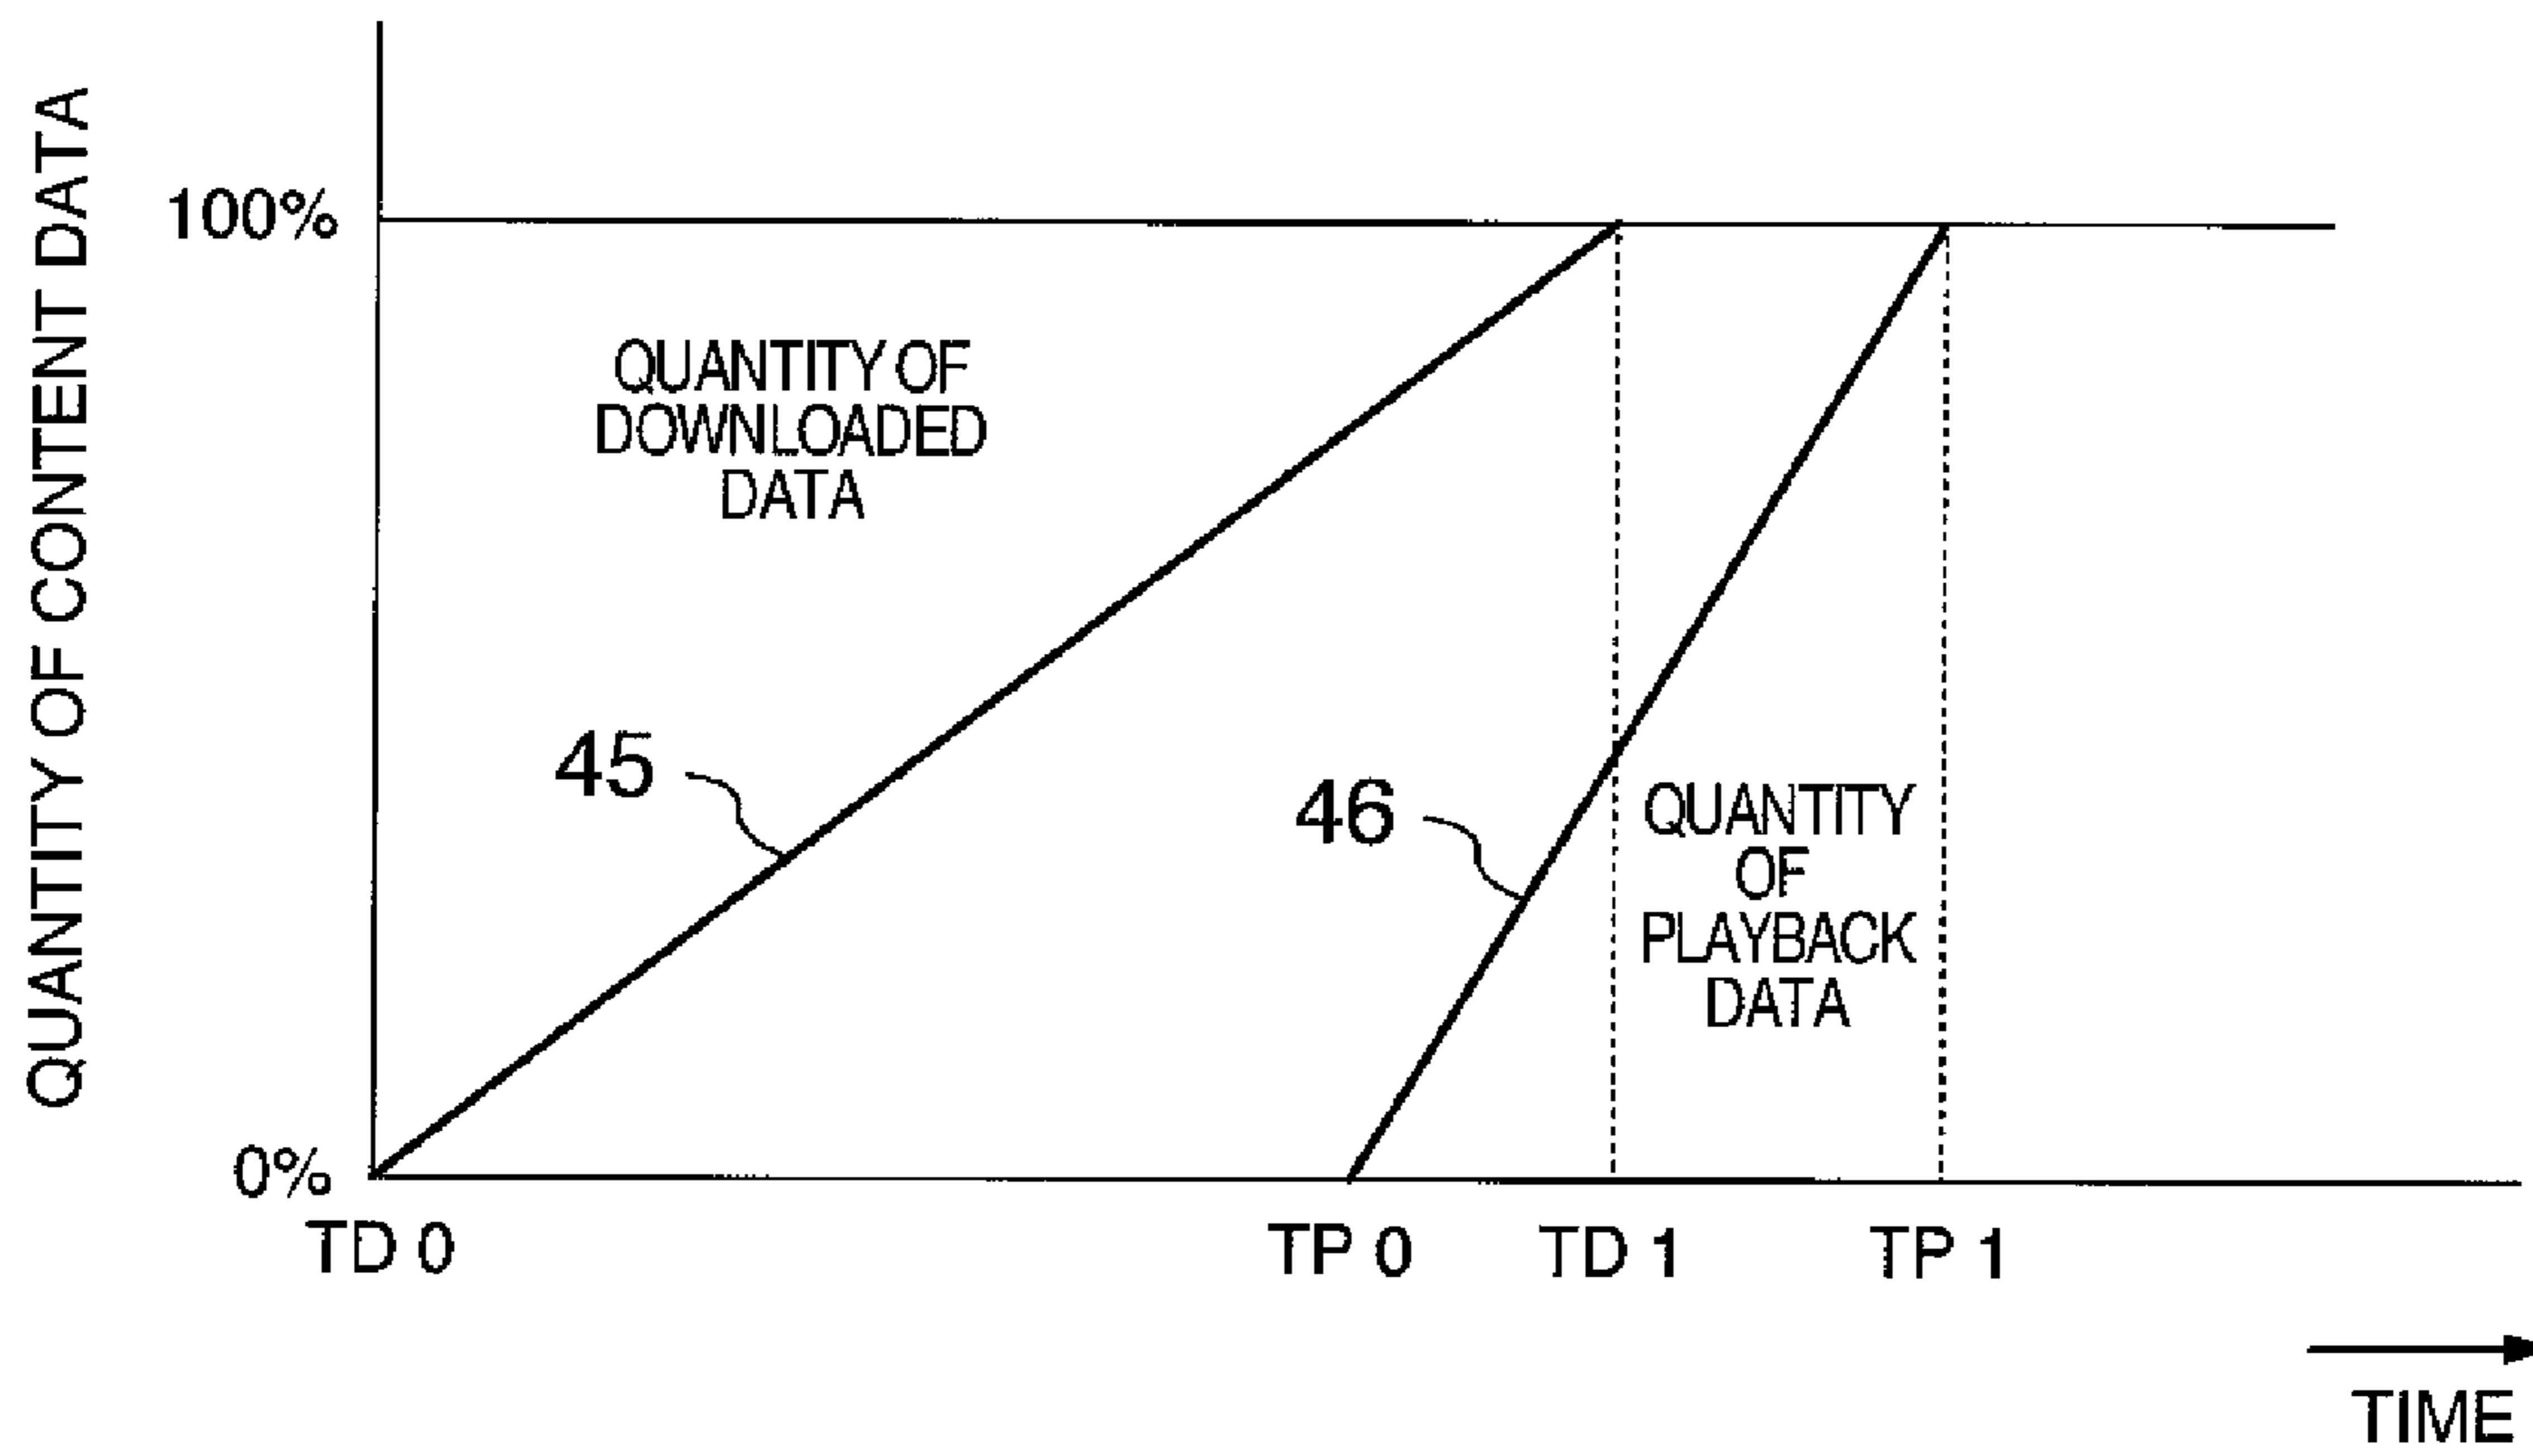 QUANTITY OF CONTENT DATA
100%
QUANTITY OF
DOWNLOADED
DATA
45
46
QUANTITY
OF
PLAYBACK
DATA
0%
TD 0
TP 0
TD 1
TP 1
TIME